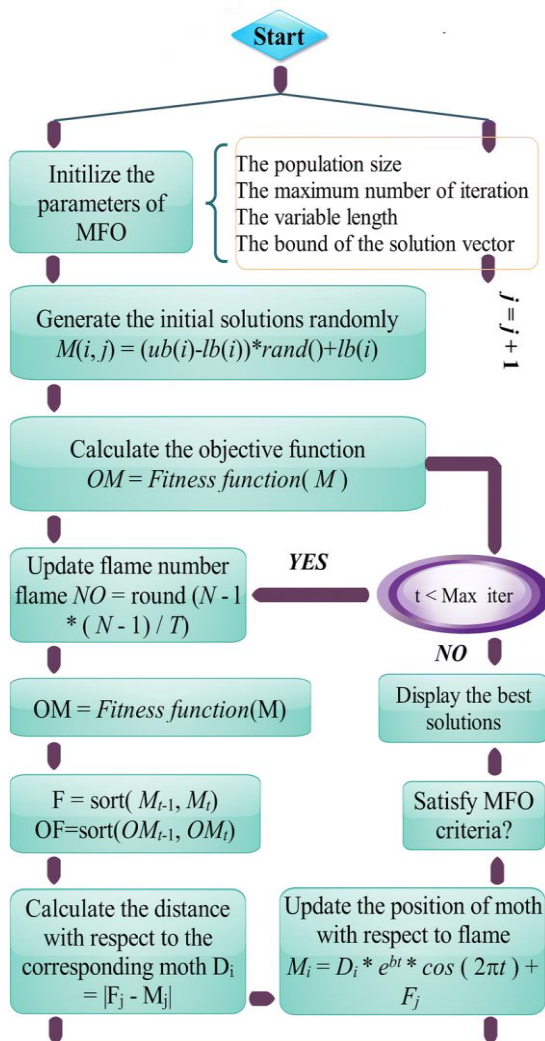 Start
Initilize the
parameters of
MFO
The population size
The maximum number of iteration
The variable length
The bound of the solution vector
j = j + 1
Generate the initial solutions randomly
M(i, j) = (ub(i)-lb(i))*rand()+lb(i)
Calculate the objective function
OM = Fitness function( M )
Update flame number
flame NO = round (N - 1
* ( N - 1) / T)
YES
t < Max iter
NO
OM = Fitness function(M)
Display the best
solutions
F = sort( Mₜ₋₁, Mₜ)
OF=sort(OMₜ₋₁, OMₜ)
Satisfy MFO
criteria?
Calculate the distance
with respect to the
corresponding moth Dᵢ
= |Fⱼ - Mⱼ|
Update the position of moth
with respect to flame
Mᵢ = Dᵢ * eᵇᵗ * cos ( 2πt ) +
Fⱼ